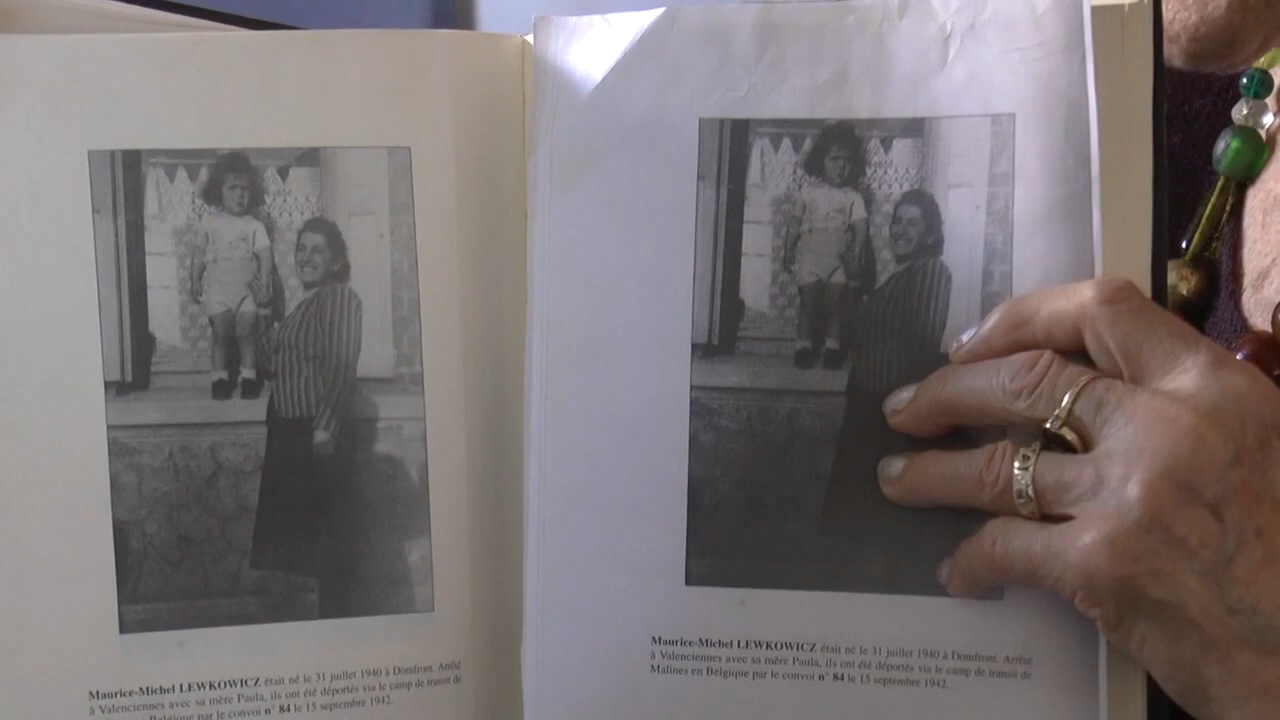 Maurice-Michel LEWKOWICZ était né le 31 juillet 1940 à Domfront. Arrêté
à Valenciennes avec sa mère Paula, ils ont été déportés via le camp de transit de
Belgique par le convoi n° 84 le 15 septembre 1942.
Maurice-Michel LEWKOWICZ était né le 31 juillet 1940 à Domfront. Arrêté
à Valenciennes avec sa mère Paula, ils ont été déportés via le camp de transit de
Malines en Belgique par le convoi n° 84 le 15 septembre 1942.